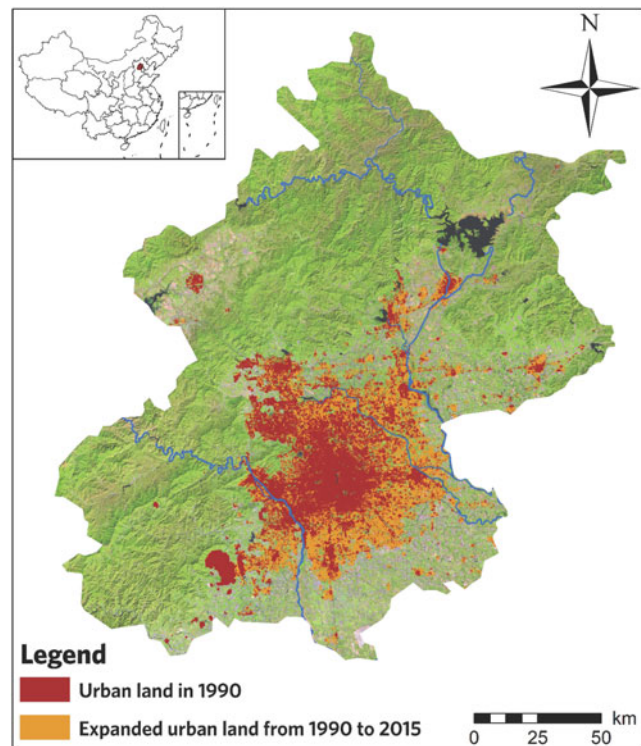 N
Legend
Urban land in 1990
Expanded urban land from 1990 to 2015
km
0 25 50